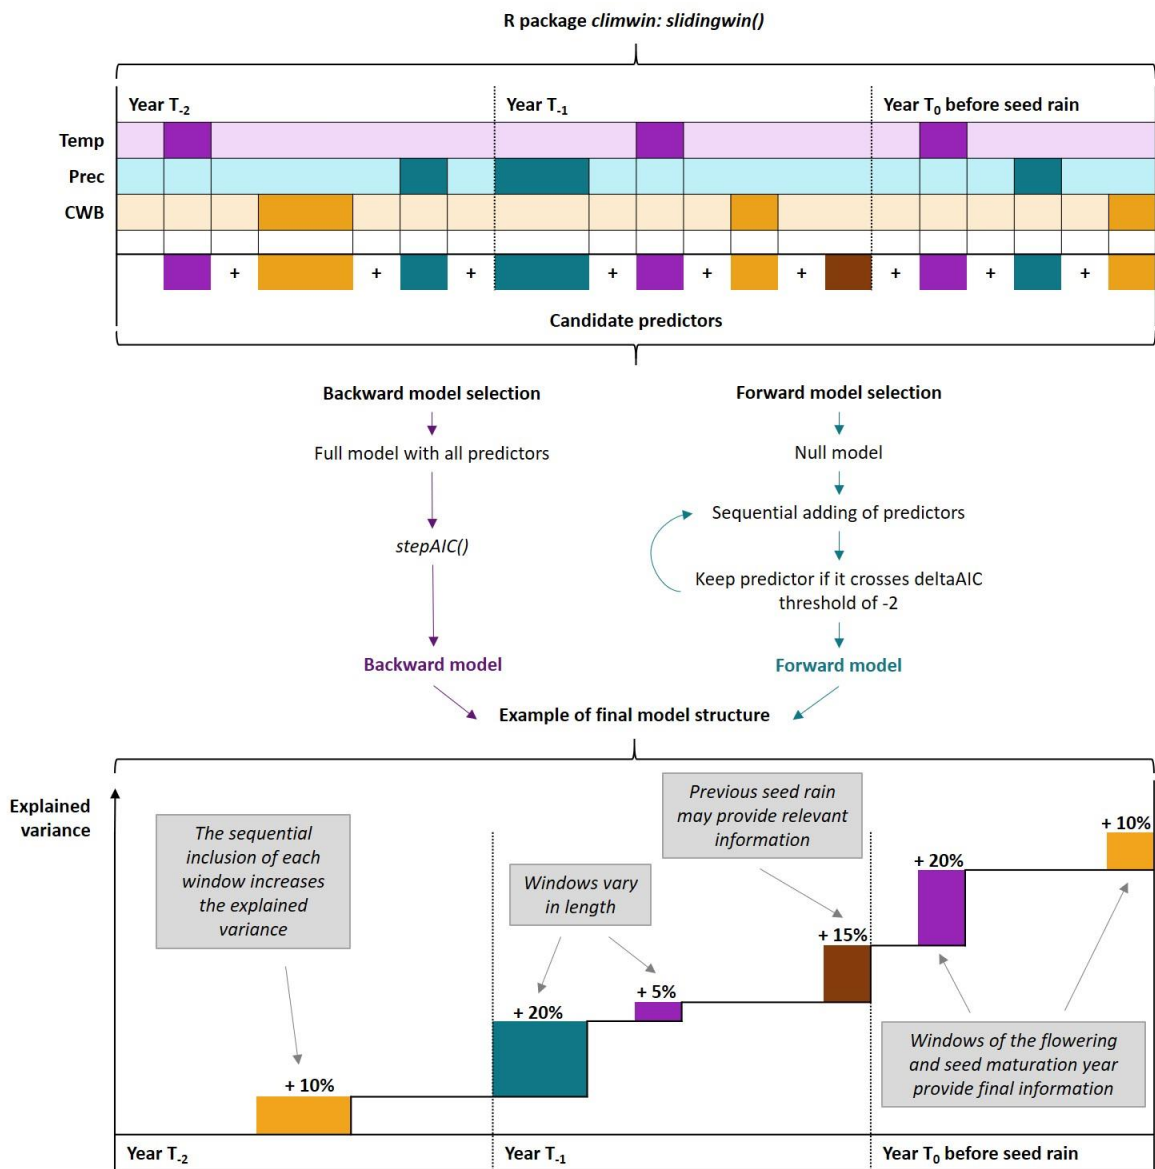 R package climwin: slidingwin()
Year T-2
Year T-1
Year T0 before seed rain
Temp
Prec
CWB
+ + + + + + + + +
Candidate predictors
Backward model selection
Forward model selection
Full model with all predictors
Null model
stepAIC()
Sequential adding of predictors
Keep predictor if it crosses deltaAIC
threshold of -2
Backward model
Forward model
Example of final model structure
Explained
variance
The sequential
inclusion of each
window increases
the explained
variance
Windows vary
in length
Previous seed rain
may provide relevant
information
+ 10%
+ 20%
+ 5%
+ 15%
+ 20%
+ 10%
Windows of the flowering
and seed maturation year
provide final information
Year T-2
Year T-1
Year T0 before seed rain